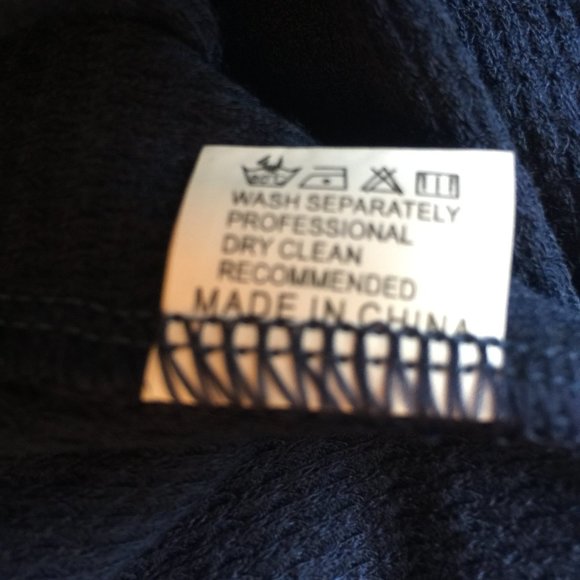 WASH SEPARATELY
PROFESSIONAL
DRY CLEAN
RECOMMENDED
MADE IN CHINA